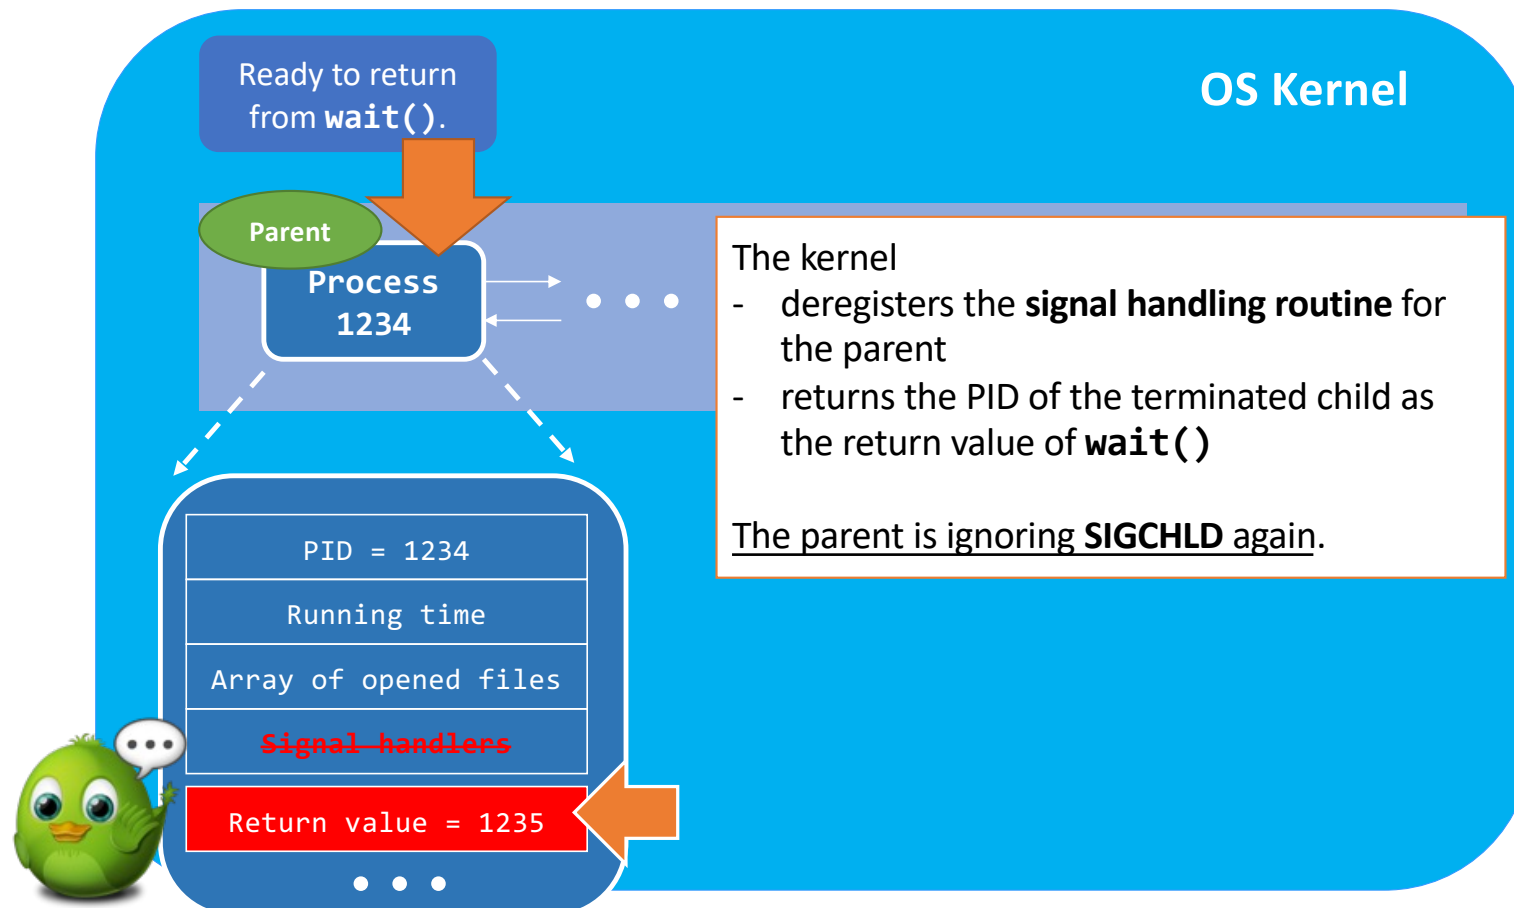 Ready to return
from wait().
OS Kernel
Parent
Process
1234
The kernel
- deregisters the signal handling routine for
the parent
- returns the PID of the terminated child as
the return value of wait()
The parent is ignoring SIGCHLD again.
PID = 1234
Running time
Array of opened files
Signal handlers
Return value = 1235